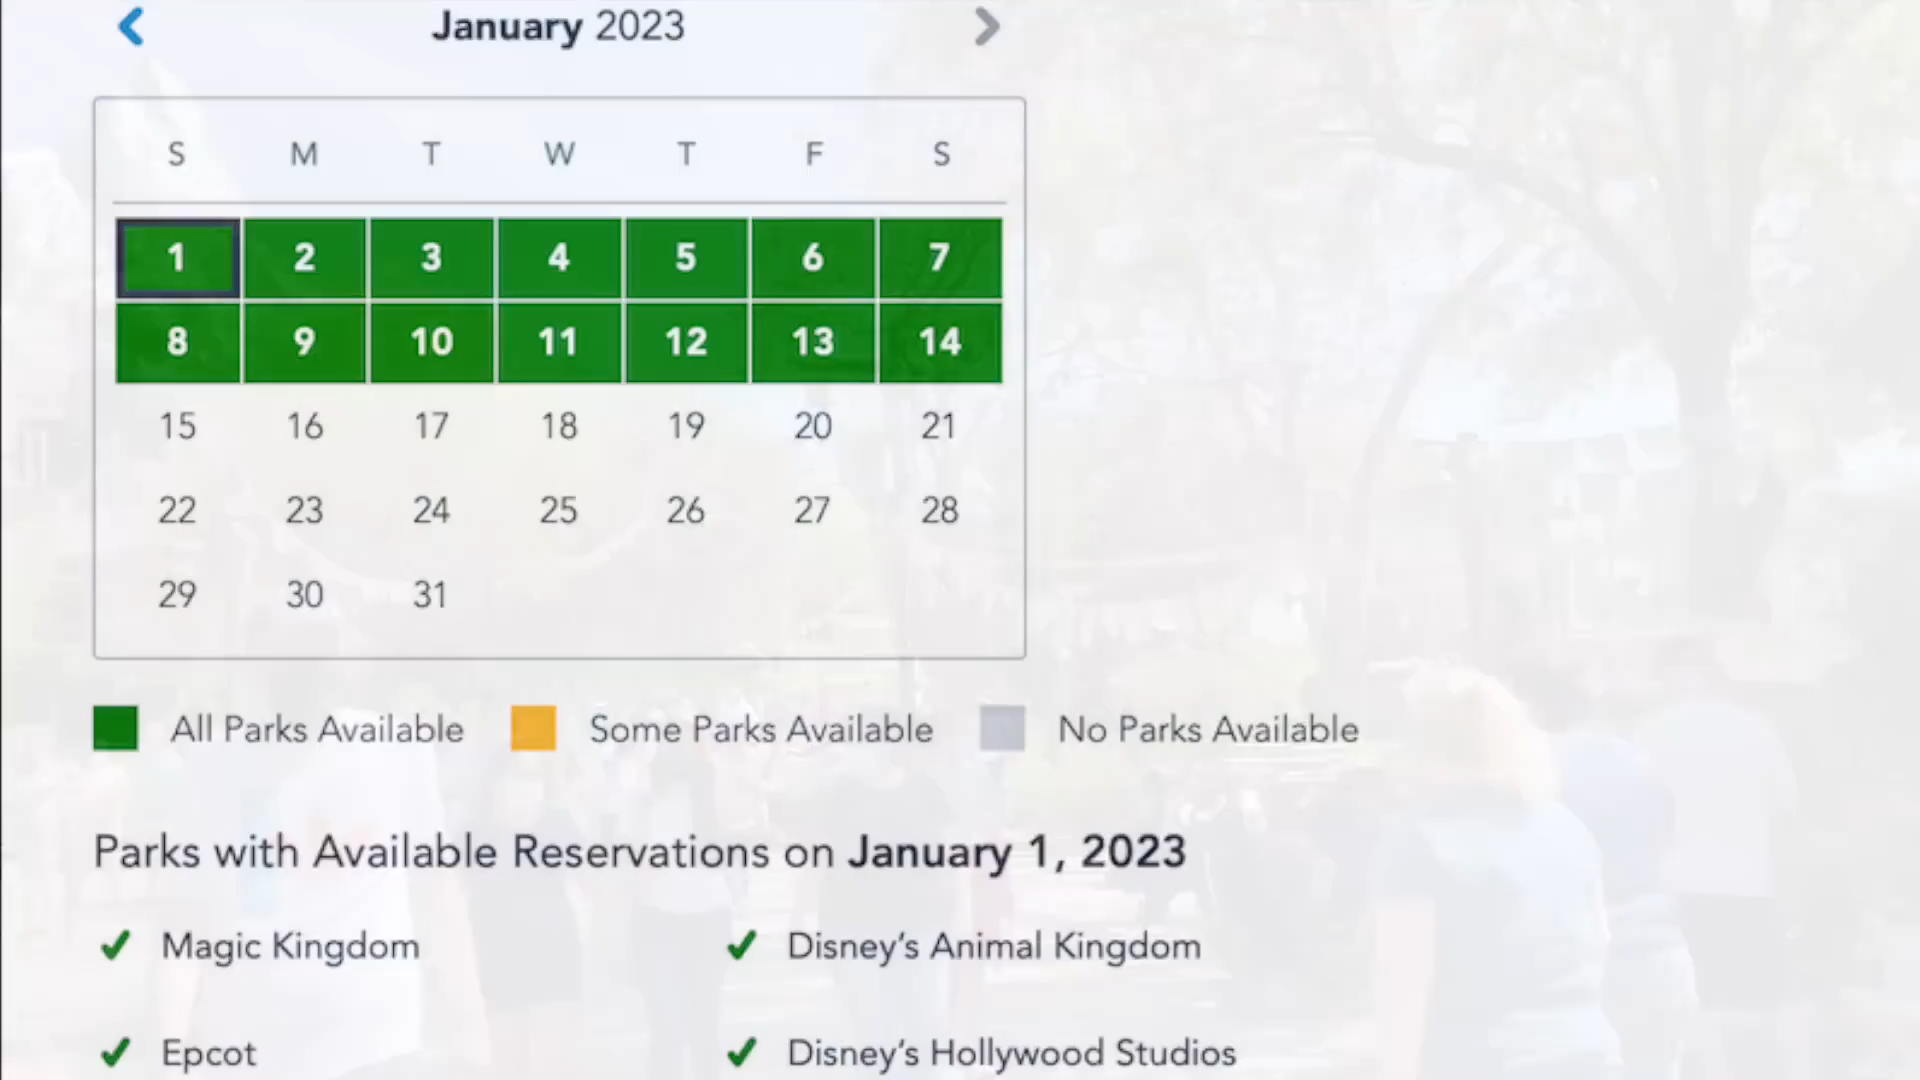 January 2023
S M T W T F S
1 2 3 4 5 6 7
8 9 10 11 12 13 14
15 16 17 18 19 20 21
22 23 24 25 26 27 28
29 30 31
All Parks Available Some Parks Available No Parks Available
Parks with Available Reservations on January 1, 2023
Magic Kingdom Disney's Animal Kingdom
Epcot Disney's Hollywood Studios